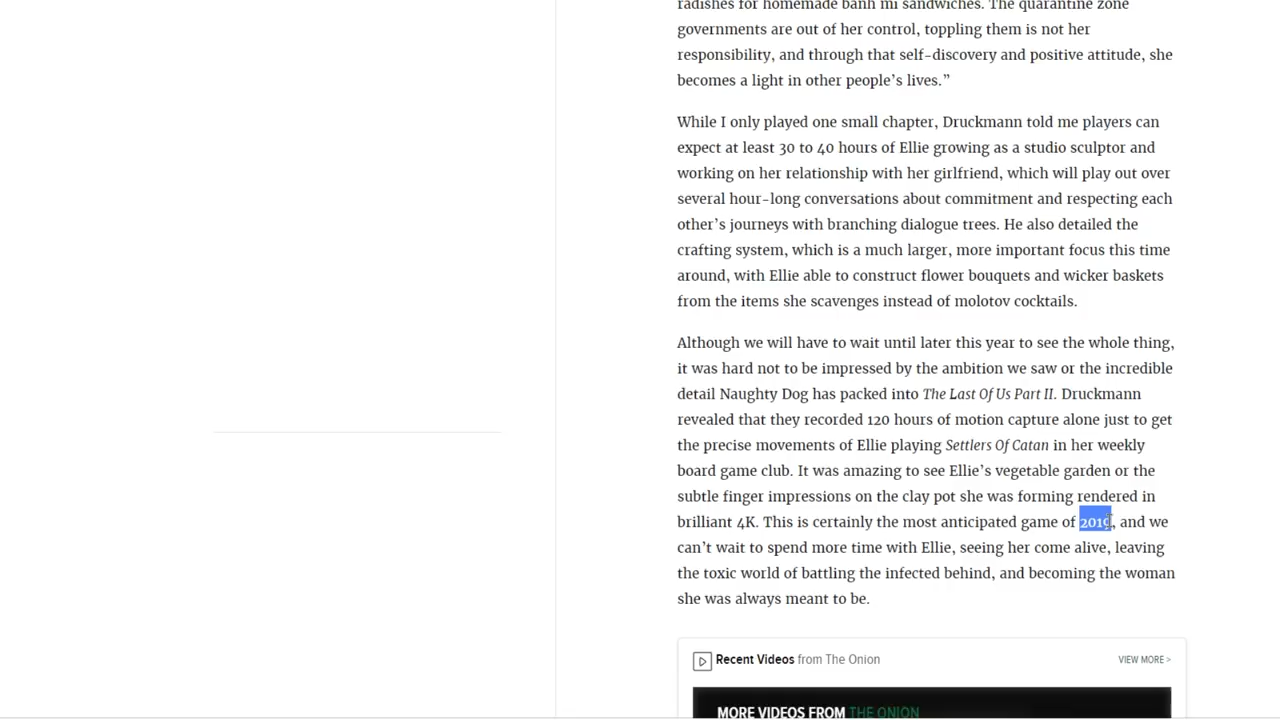 radishes for homemade banh mi sandwiches. The quarantine zone
governments are out of her control, toppling them is not her
responsibility, and through that self-discovery and positive attitude, she
becomes a light in other people’s lives.”
While I only played one small chapter, Druckmann told me players can
expect at least 30 to 40 hours of Ellie growing as a studio sculptor and
working on her relationship with her girlfriend, which will play out over
several hour-long conversations about commitment and respecting each
other’s journeys with branching dialogue trees. He also detailed the
crafting system, which is a much larger, more important focus this time
around, with Ellie able to construct flower bouquets and wicker baskets
from the items she scavenges instead of molotov cocktails.
Although we will have to wait until later this year to see the whole thing,
it was hard not to be impressed by the ambition we saw or the incredible
detail Naughty Dog has packed into The Last Of Us Part II. Druckmann
revealed that they recorded 120 hours of motion capture alone just to get
the precise movements of Ellie playing Settlers Of Catan in her weekly
board game club. It was amazing to see Ellie’s vegetable garden or the
subtle finger impressions on the clay pot she was forming rendered in
brilliant 4K. This is certainly the most anticipated game of 2019, and we
can’t wait to spend more time with Ellie, seeing her come alive, leaving
the toxic world of battling the infected behind, and becoming the woman
she was always meant to be.
Recent Videos from The Onion
VIEW MORE >
MORE VIDEOS FROM THE ONION